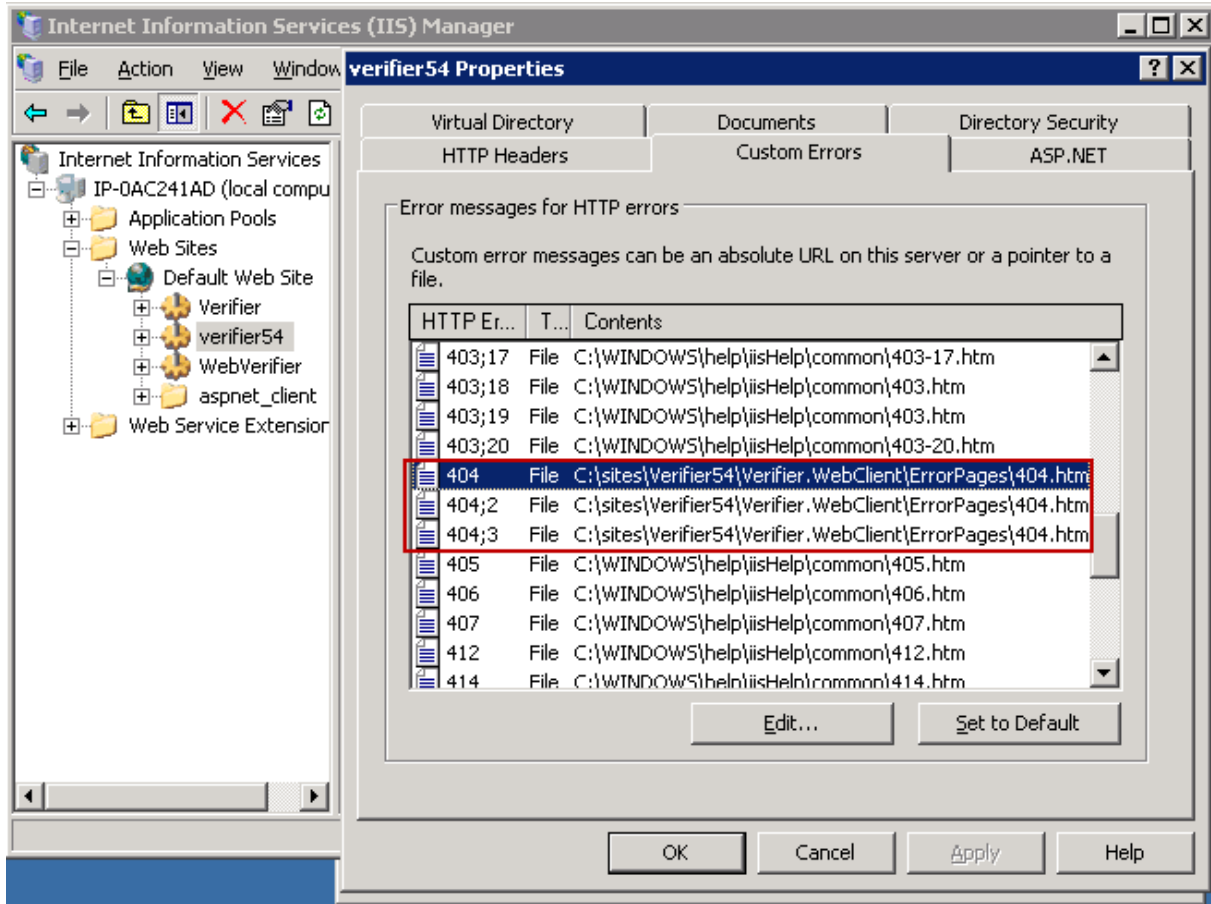 Internet Information Services (IIS) Manager
File Action View Window
verifier54 Properties
Internet Information Services
IP-0AC241AD (local compu
Application Pools
Web Sites
Default Web Site
Verifier
verifier54
WebVerifier
aspnet_client
Web Service Extension
Virtual Directory Documents Directory Security
HTTP Headers Custom Errors ASP.NET
Error messages for HTTP errors
Custom error messages can be an absolute URL on this server or a pointer to a
file.
HTTP Er... T... Contents
403;17 File C:\WINDOWS\help\iisHelp\common\403-17.htm
403;18 File C:\WINDOWS\help\iisHelp\common\403.htm
403;19 File C:\WINDOWS\help\iisHelp\common\403.htm
403;20 File C:\WINDOWS\help\iisHelp\common\403-20.htm
404 File C:\sites\Verifier54\Verifier.WebClient\ErrorPages\404.htm
404;2 File C:\sites\Verifier54\Verifier.WebClient\ErrorPages\404.htm
404;3 File C:\sites\Verifier54\Verifier.WebClient\ErrorPages\404.htm
405 File C:\WINDOWS\help\iisHelp\common\405.htm
406 File C:\WINDOWS\help\iisHelp\common\406.htm
407 File C:\WINDOWS\help\iisHelp\common\407.htm
412 File C:\WINDOWS\help\iisHelp\common\412.htm
414 File C:\WINDOWS\help\iisHelp\common\414.htm
Edit... Set to Default
OK Cancel Apply Help